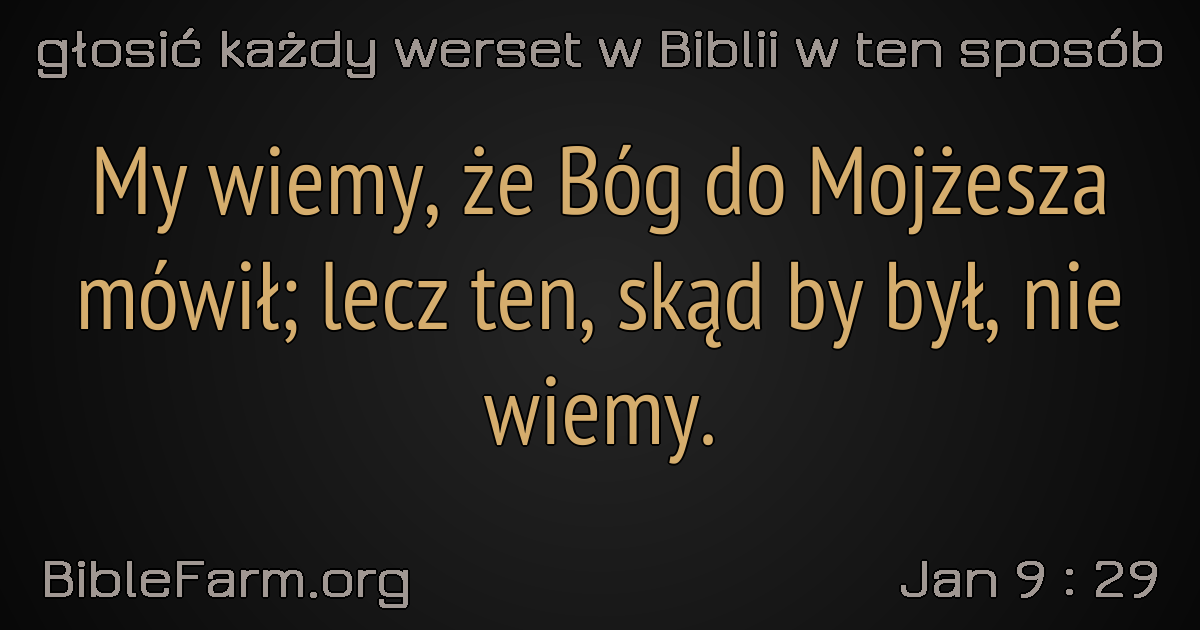 głosić każdy werset w Biblii w ten sposób
My wiemy, że Bóg do Mojżesza
mówił; lecz ten, skąd by był, nie
wiemy.
BibleFarm.org
Jan 9 : 29